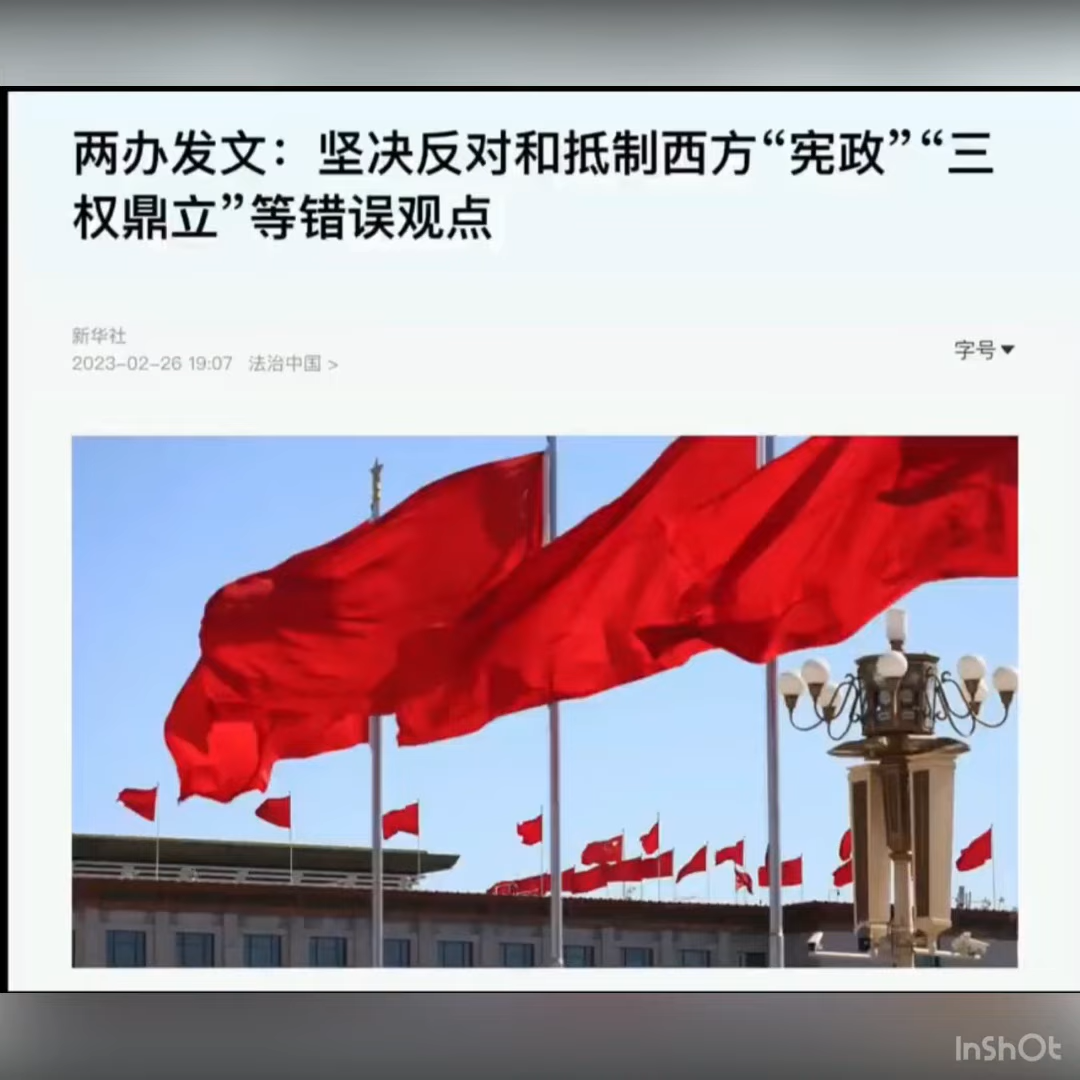 两办发文：坚决反对和抵制西方“宪政”“三
权鼎立”等错误观点
新华社
2023-02-26 19:07 法治中国 >
字号▼
InShOt